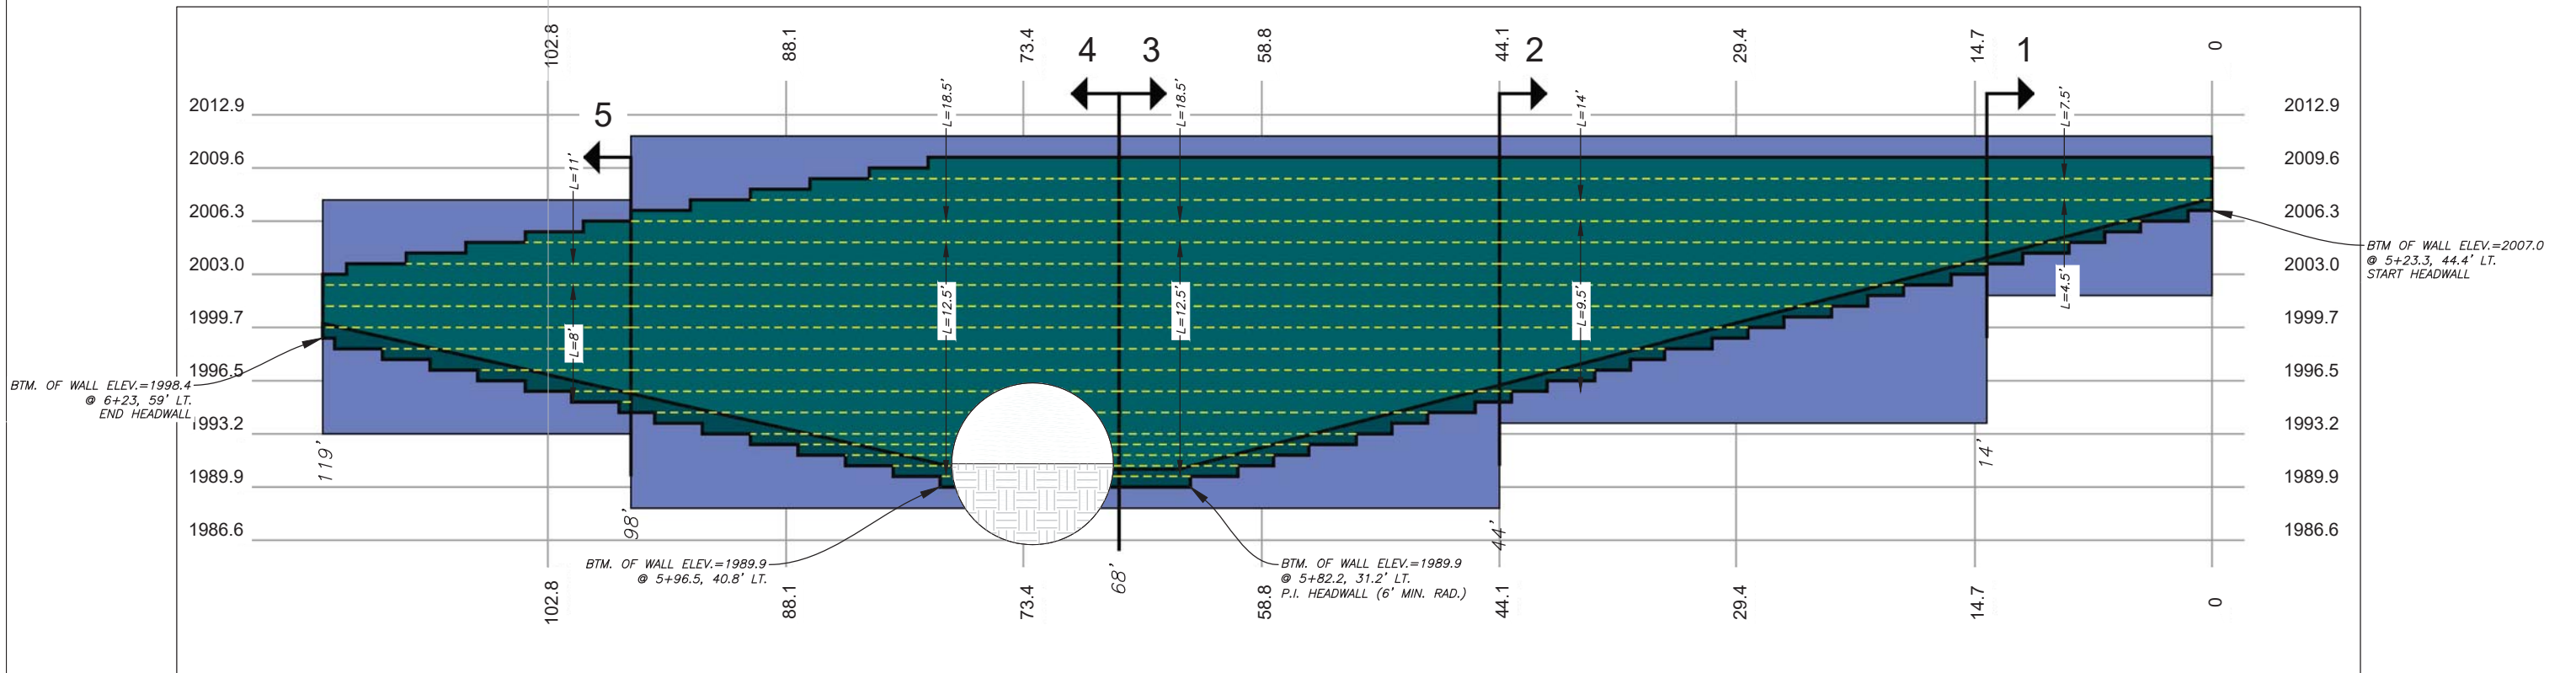 102.8
88.1
73.4
58.8
44.1
29.4
14.7
0
4
3
2
1
5
2012.9
2009.6
2006.3
2003.0
1999.7
1996.5
1993.2
1989.9
1986.6
2012.9
2009.6
2006.3
2003.0
1999.7
1996.5
1993.2
1989.9
1986.6
L=11'
L=8'
L=18.5'
L=12.5'
L=18.5'
L=12.5'
L=14'
L=9.5'
L=7.5'
L=4.5'
BTM OF WALL ELEV.=2007.0
@ 5+23.3, 44.4' LT.
START HEADWALL
BTM. OF WALL ELEV.=1998.4
@ 6+23, 59' LT.
END HEADWALL
119'
98'
68'
44'
14'
BTM. OF WALL ELEV.=1989.9
@ 5+96.5, 40.8' LT.
BTM. OF WALL ELEV.=1989.9
@ 5+82.2, 31.2' LT.
P.I. HEADWALL (6' MIN. RAD.)
102.8
88.1
73.4
58.8
44.1
29.4
14.7
0